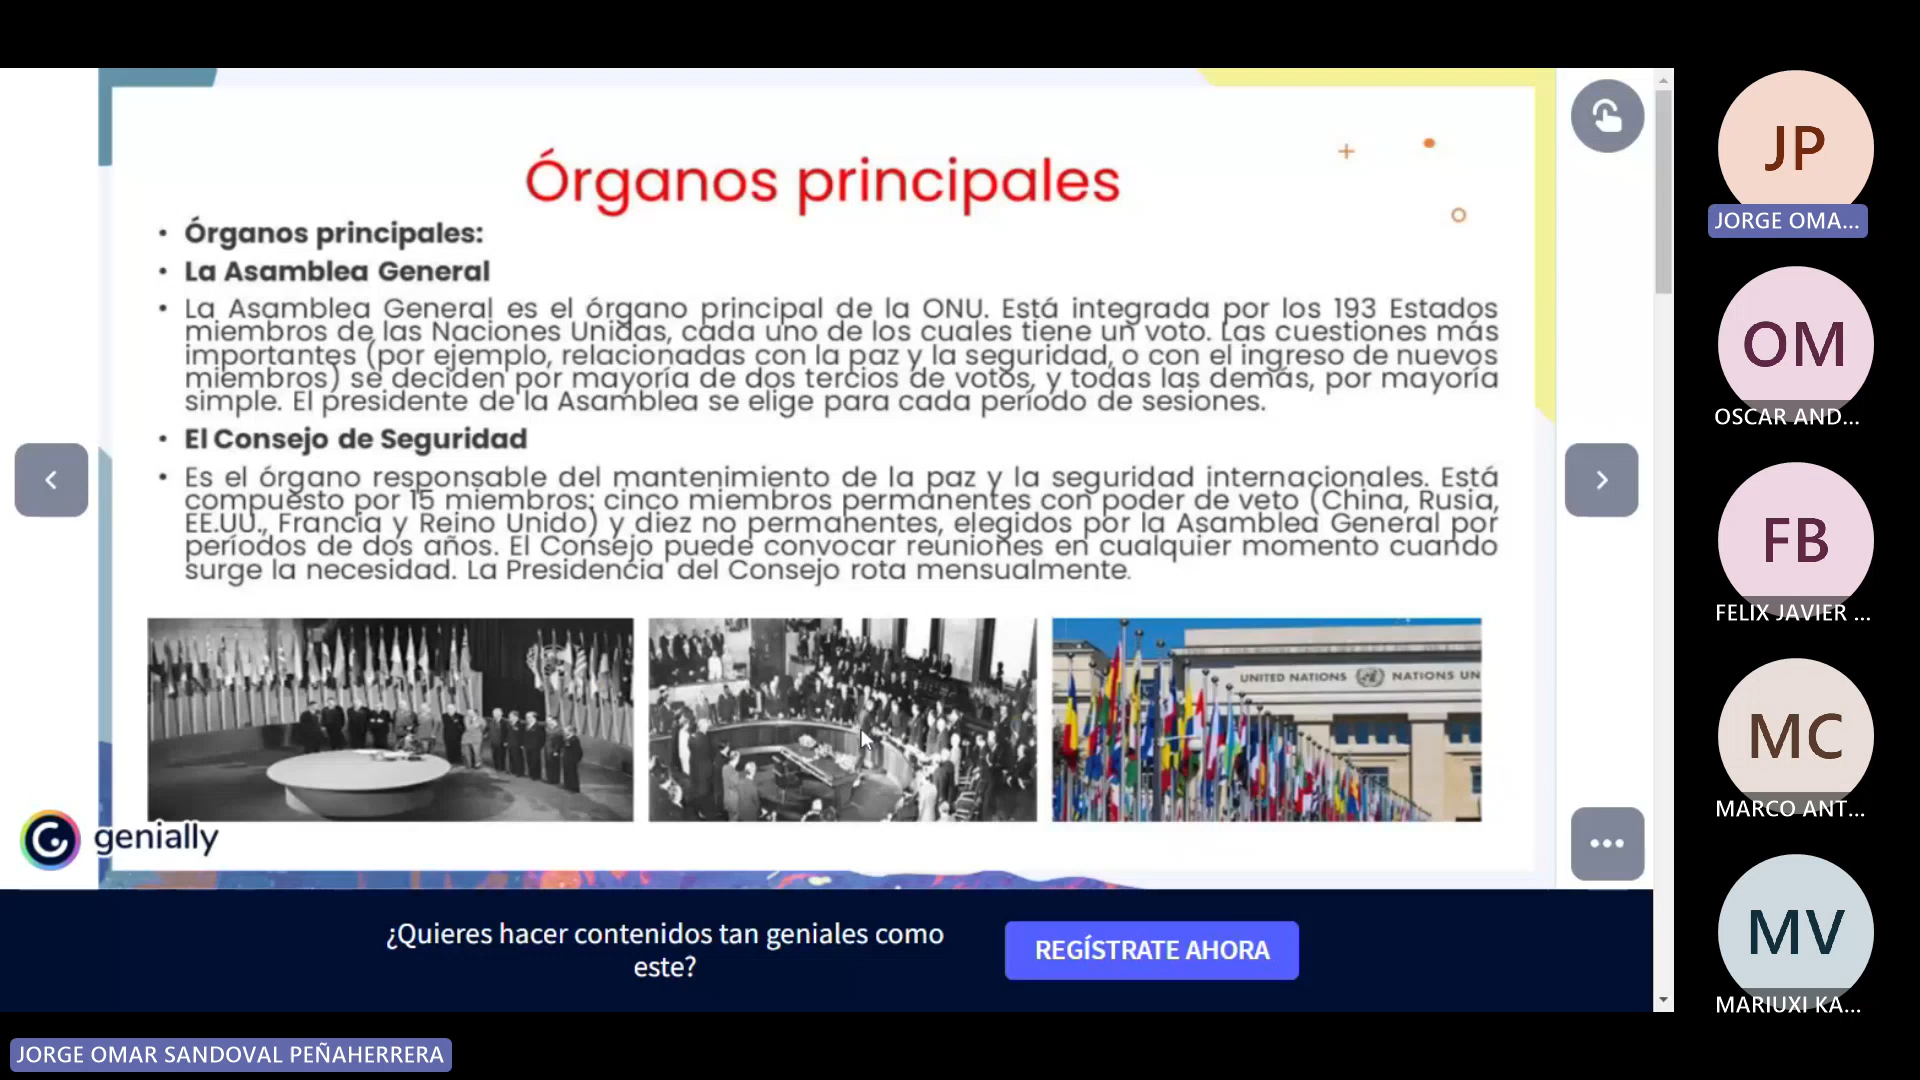 Órganos principales
• Órganos principales:
• La Asamblea General
• La Asamblea General es el órgano principal de la ONU. Está integrada por los 193 Estados
miembros de las Naciones Unidas, cada uno de los cuales tiene un voto. Las cuestiones más
importantes (por ejemplo, relacionadas con la paz y la seguridad, o con el ingreso de nuevos
miembros) se deciden por mayoría de dos tercios de votos, y todas las demás, por mayoría
simple. El presidente de la Asamblea se elige para cada período de sesiones.
• El Consejo de Seguridad
• Es el órgano responsable del mantenimiento de la paz y la seguridad internacionales. Está
compuesto por 15 miembros: cinco miembros permanentes con poder de veto (China, Rusia,
EE.UU., Francia y Reino Unido) y diez no permanentes, elegidos por la Asamblea General por
períodos de dos años. El Consejo puede convocar reuniones en cualquier momento cuando
surge la necesidad. La Presidencia del Consejo rota mensualmente.
UNITED NATIONS NATIONS UN
genially
¿Quieres hacer contenidos tan geniales como
este?
REGÍSTRATE AHORA
JORGE OMAR SANDOVAL PEÑAHERRERA
JP
JORGE OMA...
OM
OSCAR AND...
FB
FELIX JAVIER ...
MC
MARCO ANT...
MV
MARIUXI KA...